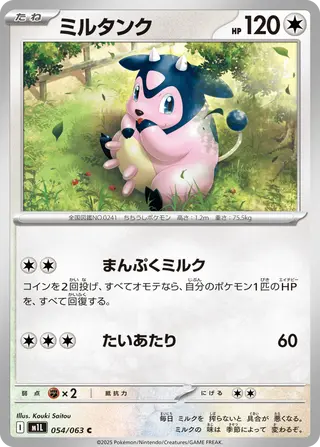 たね ミルタンク HP 120
全国図鑑NO.0241 ちちうしポケモン 高さ:1.2m 重さ:75.5kg
まんぷくミルク
コインを2回投げ、すべてオモテなら、自分のポケモン1匹のHP
を、すべて回復する。
たいあたり 60
弱点 ×2 抵抗力 にげる
Illus. Kouki Saitou
I m1L 054/063 C
毎日 ミルクを 搾らないと 具合が 悪くなる。
ミルクの 味は 季節によって 変わる。
©2025 Pokémon/Nintendo/Creatures/GAME FREAK.